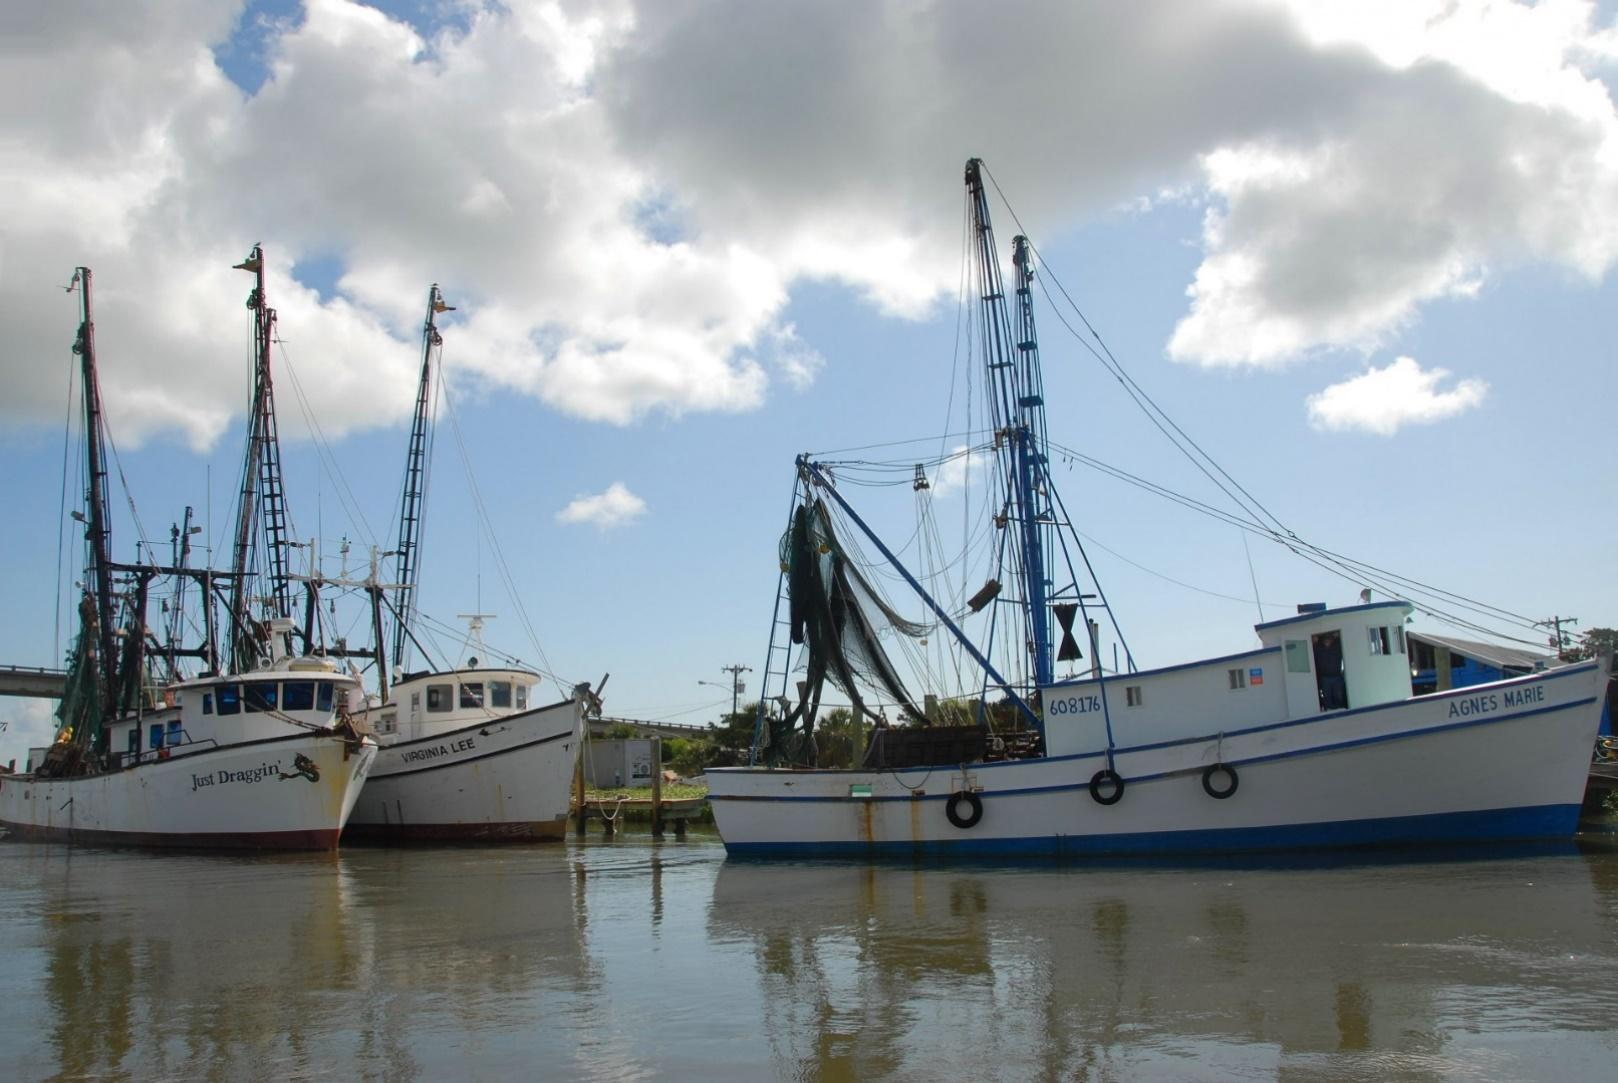 Just Draggin'
VIRGINIA LEE
608176
AGNES MARIE